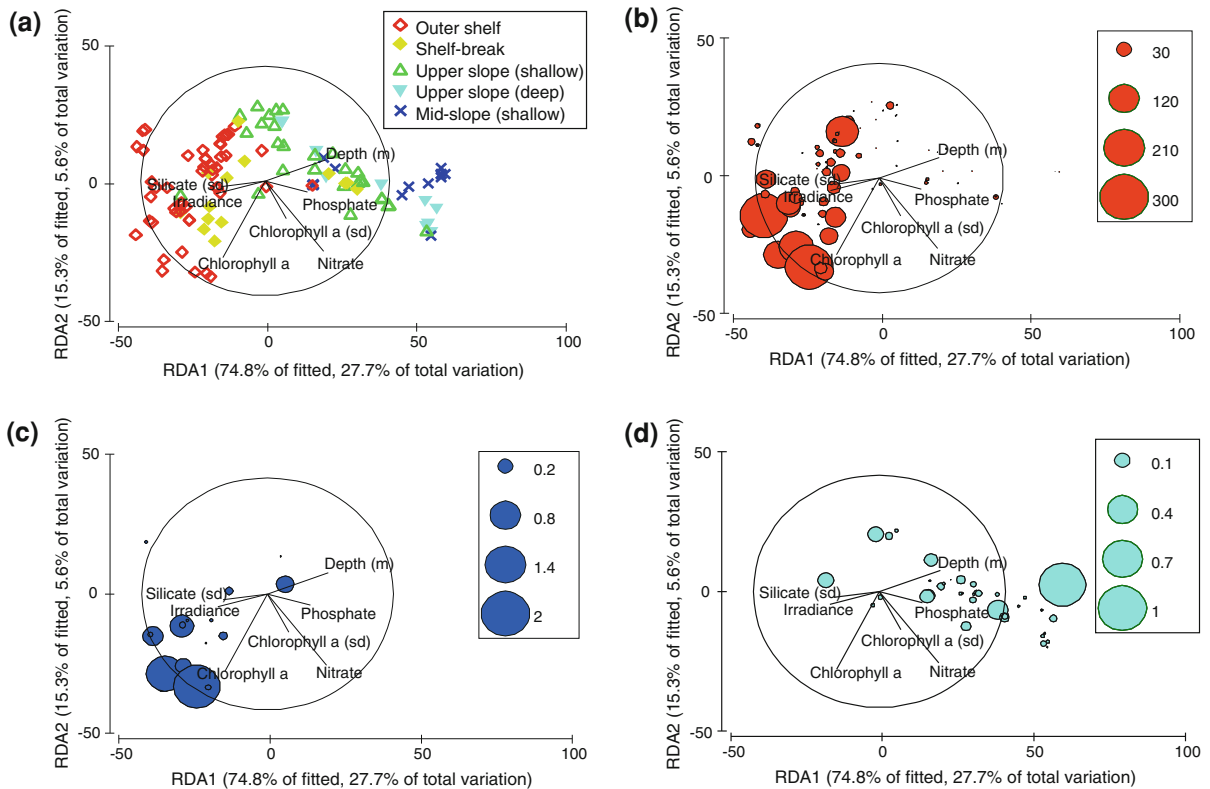 (a)
50
0
-50
RDA2 (15.3% of fitted, 5.6% of total variation)
Outer shelf
Shelf-break
Upper slope (shallow)
Upper slope (deep)
Mid-slope (shallow)
Depth (m)
Silicate (sd)
Irradiance
Phosphate
Chlorophyll a (sd)
Chlorophyll a
Nitrate
-50
0
50
100
RDA1 (74.8% of fitted, 27.7% of total variation)
(b)
50
0
-50
RDA2 (15.3% of fitted, 5.6% of total variation)
30
120
210
300
Depth (m)
Silicate (sd)
Irradiance
Phosphate
Chlorophyll a (sd)
Chlorophyll a
Nitrate
-50
0
50
100
RDA1 (74.8% of fitted, 27.7% of total variation)
(c)
50
0
-50
RDA2 (15.3% of fitted, 5.6% of total variation)
0.2
0.8
1.4
2
Depth (m)
Silicate (sd)
Irradiance
Phosphate
Chlorophyll a (sd)
Chlorophyll a
Nitrate
-50
0
50
100
RDA1 (74.8% of fitted, 27.7% of total variation)
(d)
50
0
-50
RDA2 (15.3% of fitted, 5.6% of total variation)
0.1
0.4
0.7
1
Depth (m)
Silicate (sd)
Irradiance
Phosphate
Chlorophyll a (sd)
Chlorophyll a
Nitrate
-50
0
50
100
RDA1 (74.8% of fitted, 27.7% of total variation)